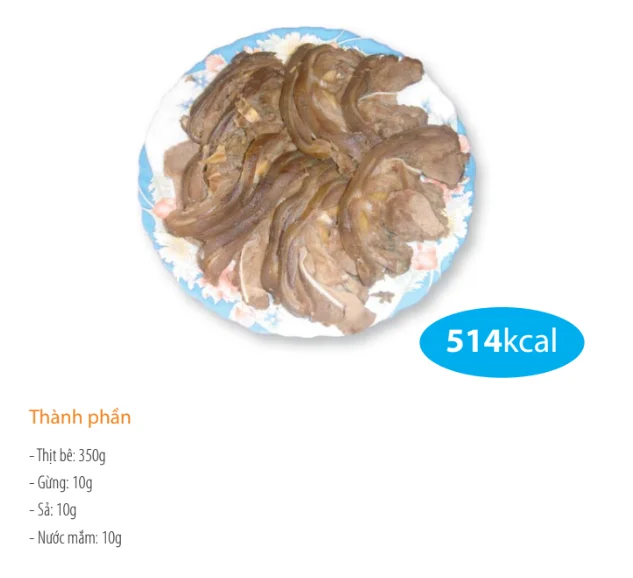 514kcal
Thành phần
- Thịt bê: 350g
- Gừng: 10g
- Sả: 10g
- Nước mắm: 10g